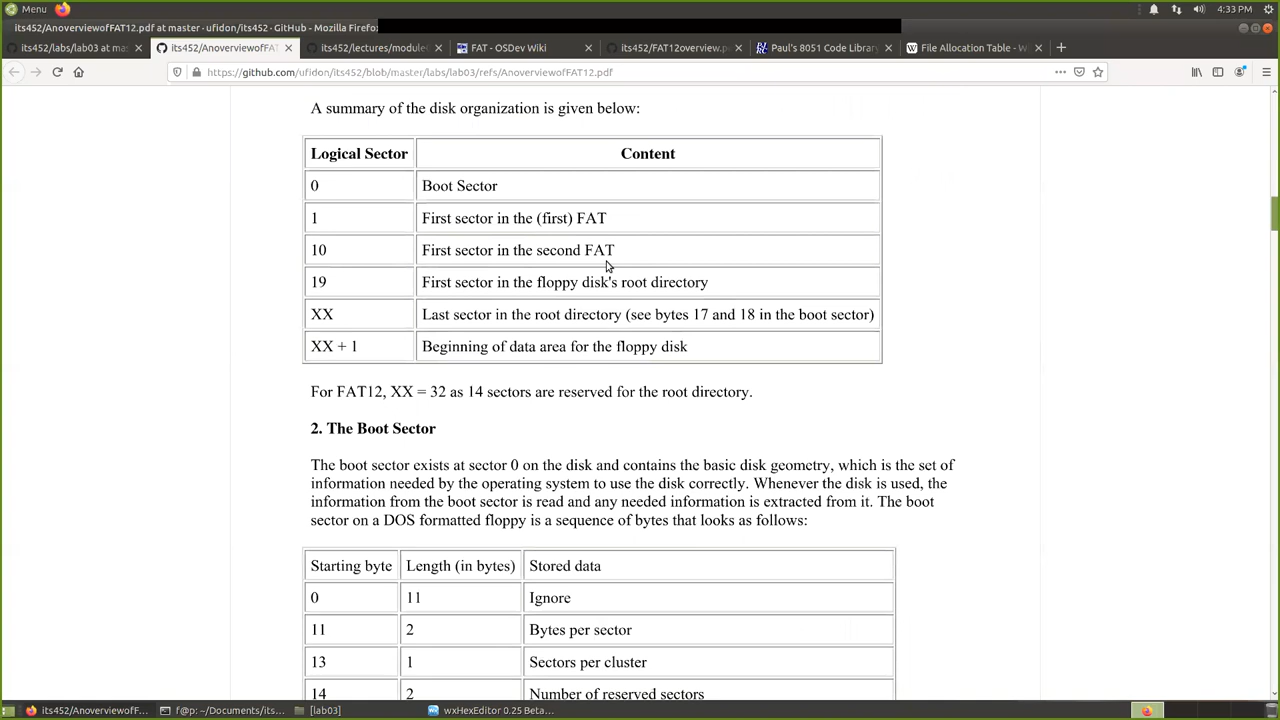 Menu
4:33 PM
its452/AnoverviewofFAT12.pdf at master · ufidon/its452 · GitHub - Mozilla Firefox
its452/labs/lab03 at mas
its452/AnoverviewofFAT
its452/lectures/module
FAT - OSDev Wiki
its452/FAT12overview.p
Paul's 8051 Code Library
File Allocation Table - W
https://github.com/ufidon/its452/blob/master/labs/lab03/refs/AnoverviewofFAT12.pdf
A summary of the disk organization is given below:
Logical Sector Content
0 Boot Sector
1 First sector in the (first) FAT
10 First sector in the second FAT
19 First sector in the floppy disk's root directory
XX Last sector in the root directory (see bytes 17 and 18 in the boot sector)
XX + 1 Beginning of data area for the floppy disk
For FAT12, XX = 32 as 14 sectors are reserved for the root directory.
2. The Boot Sector
The boot sector exists at sector 0 on the disk and contains the basic disk geometry, which is the set of
information needed by the operating system to use the disk correctly. Whenever the disk is used, the
information from the boot sector is read and any needed information is extracted from it. The boot
sector on a DOS formatted floppy is a sequence of bytes that looks as follows:
Starting byte Length (in bytes) Stored data
0 11 Ignore
11 2 Bytes per sector
13 1 Sectors per cluster
14 2 Number of reserved sectors
its452/AnoverviewofF...
f@p: ~/Documents/its...
[lab03]
wxHexEditor 0.25 Beta...